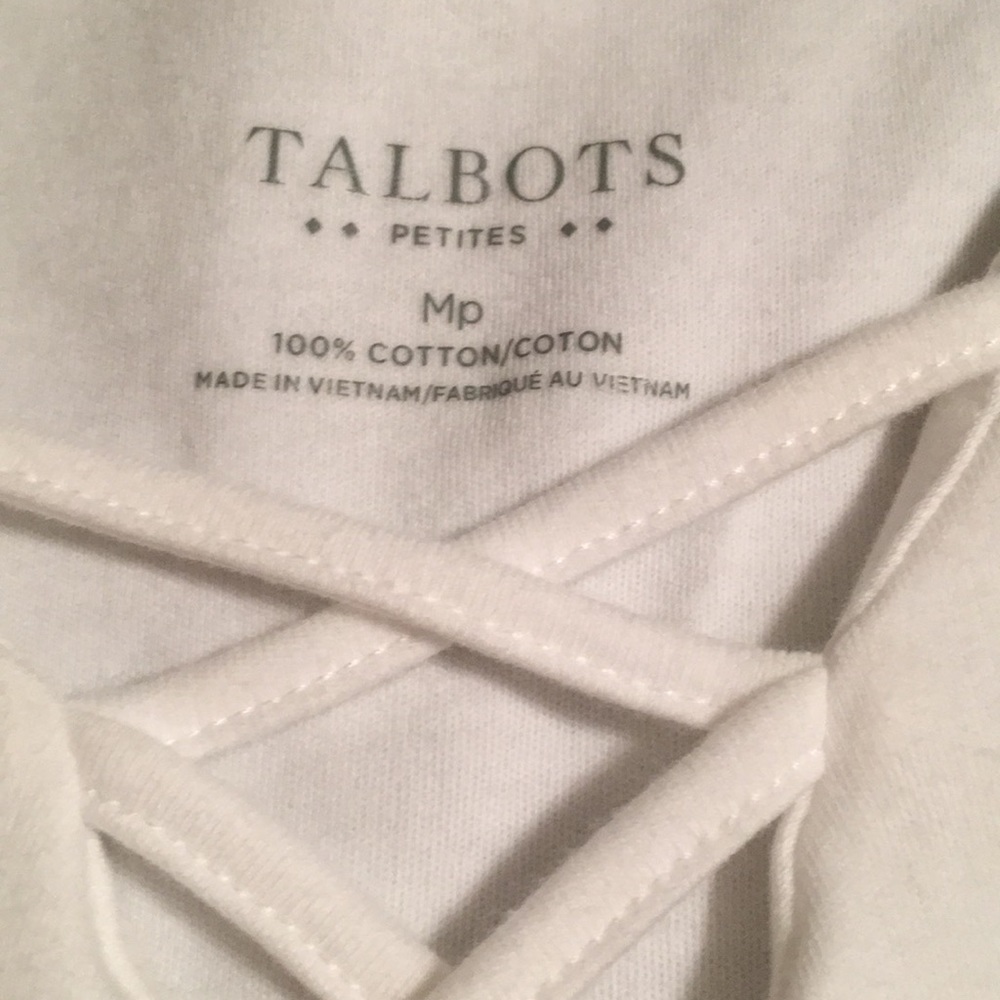 TALBOTS
PETITES
Mp
100% COTTON/COTON
MADE IN VIETNAM/FABRIQUÉ AU VIETNAM